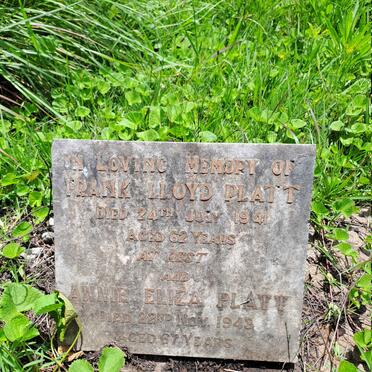 IN LOVING MEMORY OF
FRANK LLOYD PLATT
DIED 24TH JULY 1941
AGED 62 YEARS
AT REST
AND
ANNIE ELIZA PLATT
DIED 22ND NOV. 1943
AGED 67 YEARS